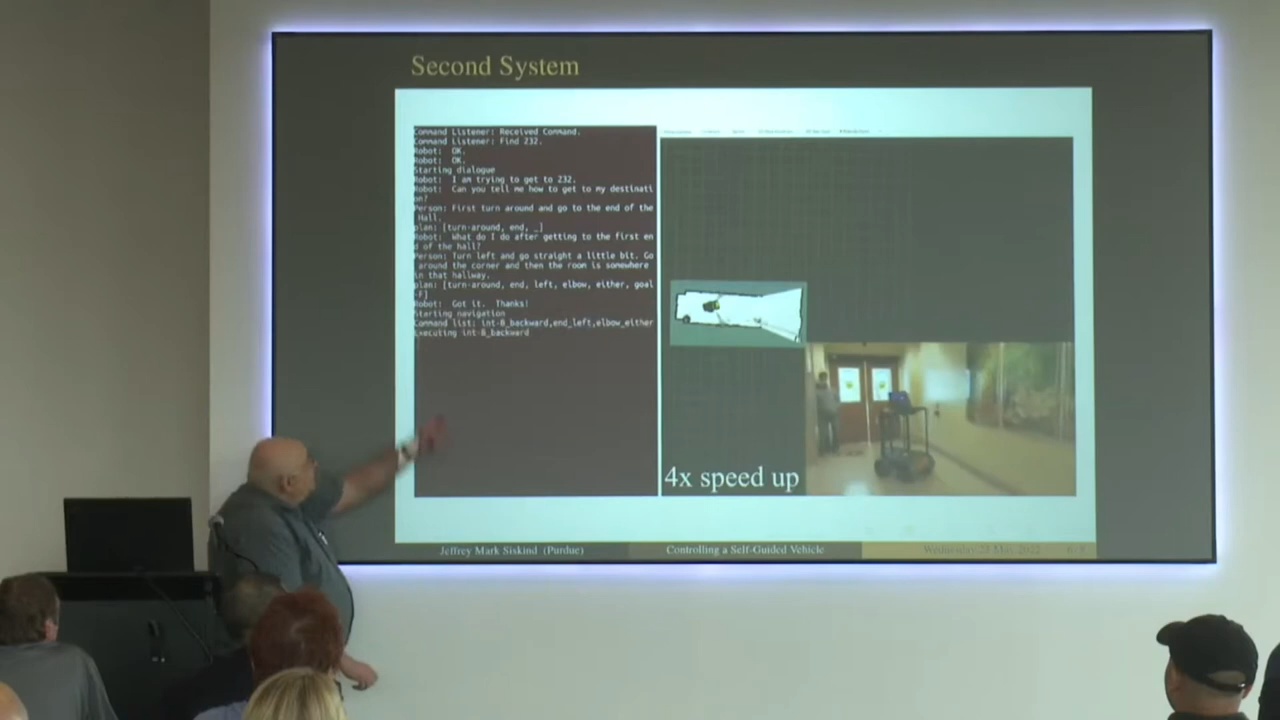 Second System
Command Listener: Received Command.
Command Listener: Find 232.
Robot: OK.
Robot: OK.
Starting dialogue
Robot: I am trying to get to 232.
Robot: Can you tell me how to get to my destinati
on?
Person: First turn around and go to the end of the
Hall.
plan: [turn-around, end, _]
Robot: What do I do after getting to the first en
d of the hall?
Person: Turn left and go straight a little bit. Go
around the corner and then the room is somewhere
in that hallway.
plan: [turn-around, end, left, elbow, either, goal
-F]
Robot: Got it. Thanks!
Starting navigation
Command list: int-B_backward,end_left,elbow_either
Executing int-B_backward
4x speed up
Jeffrey Mark Siskind (Purdue)
Controlling a Self-Guided Vehicle
Wednesday 2 May 2022